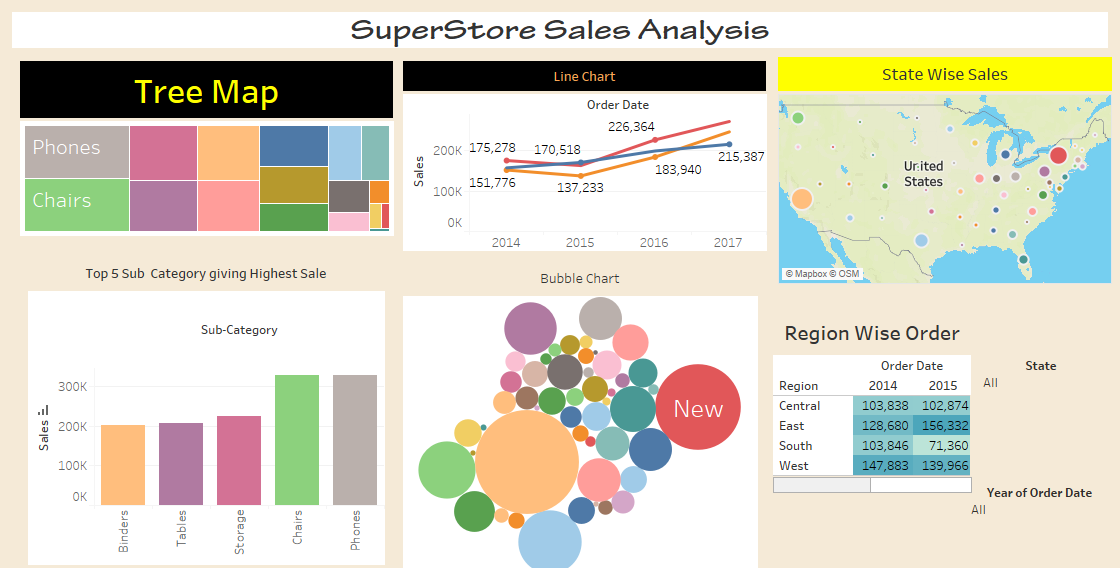 SuperStore Sales Analysis
Tree Map
Phones
Chairs
Line Chart
Order Date
Sales
200K
100K
0K
175,278
170,518
226,364
151,776
137,233
183,940
215,387
2014
2015
2016
2017
State Wise Sales
United
States
© Mapbox © OSM
Top 5 Sub Category giving Highest Sale
Sub-Category
Sales
300K
200K
100K
0K
Binders
Tables
Storage
Chairs
Phones
Bubble Chart
New
Region Wise Order
Order Date
Region 2014 2015
Central 103,838 102,874
East 128,680 156,332
South 103,846 71,360
West 147,883 139,966
State
All
Year of Order Date
All